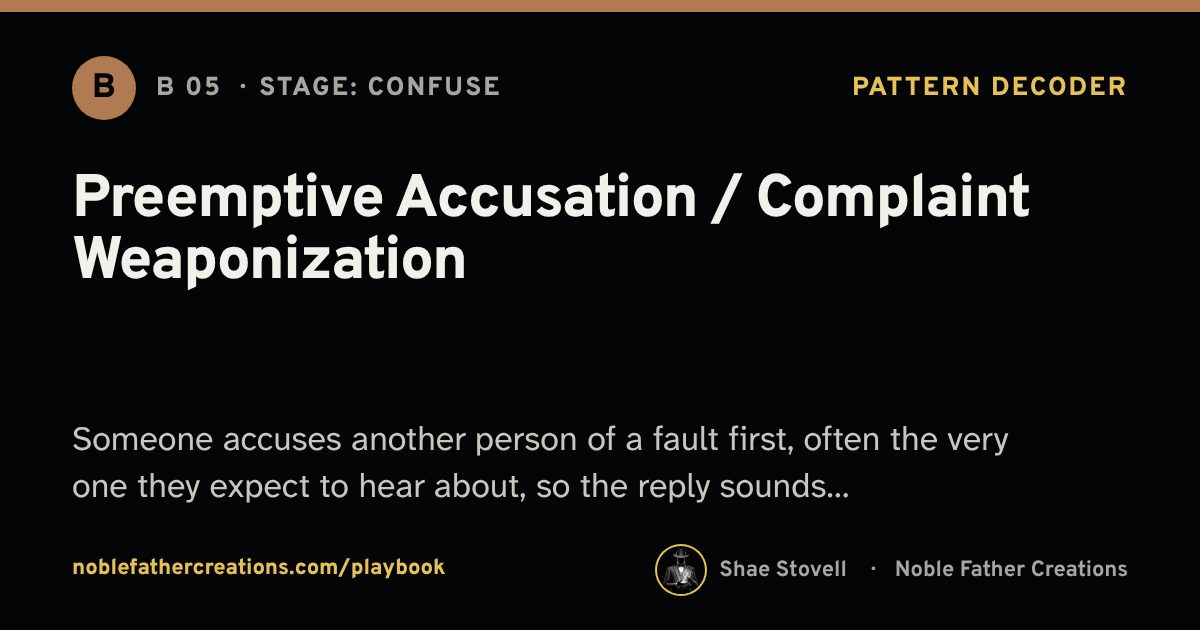 B
B 05 · STAGE: CONFUSE
PATTERN DECODER
Preemptive Accusation / Complaint
Weaponization
Someone accuses another person of a fault first, often the very
one they expect to hear about, so the reply sounds...
noblefathercreations.com/playbook
Shae Stovell · Noble Father Creations